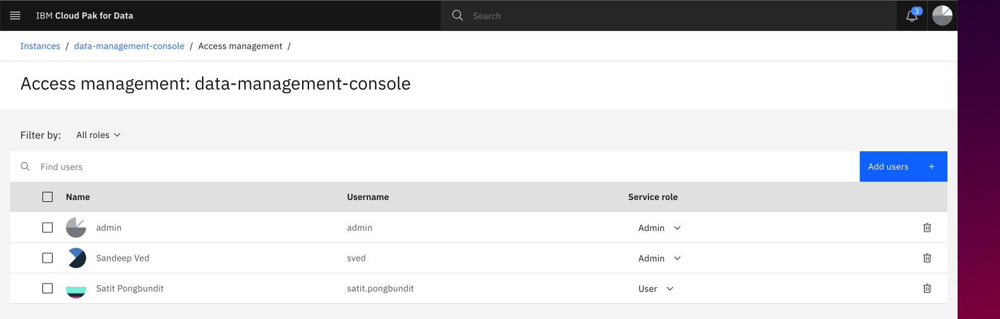 IBM Cloud Pak for Data
Search
3
Instances / data-management-console / Access management /
Access management: data-management-console
Filter by: All roles
Find users
Add users +
Name Username Service role
admin admin Admin
Sandeep Ved sved Admin
Satit Pongbundit satit.pongbundit User